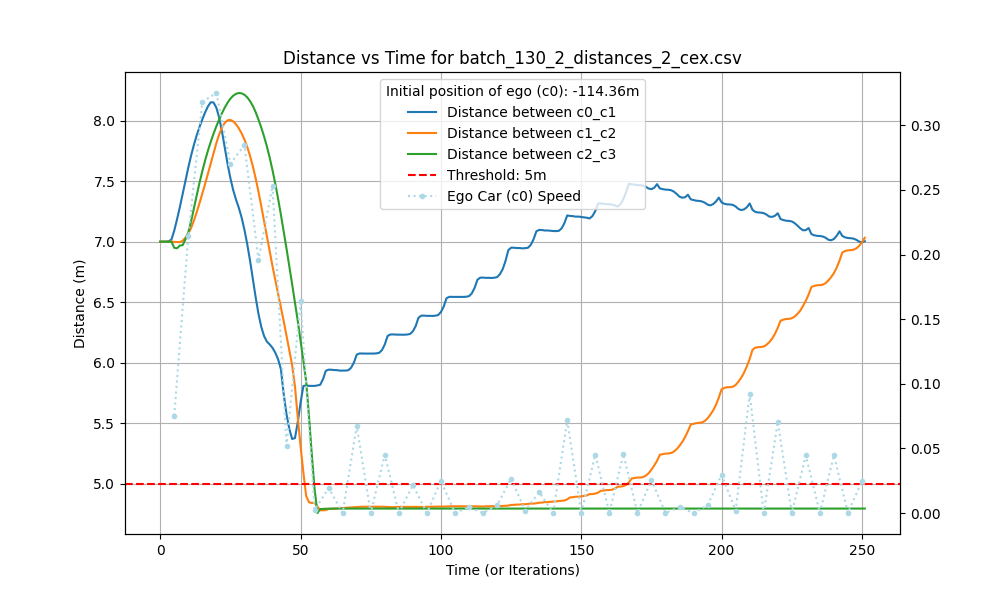 Distance vs Time for batch_130_2_distances_2_cex.csv
Initial position of ego (c0): -114.36m
Distance between c0_c1
Distance between c1_c2
Distance between c2_c3
Threshold: 5m
Ego Car (c0) Speed
Distance (m)
8.0
7.5
7.0
6.5
6.0
5.5
5.0
0.30
0.25
0.20
0.15
0.10
0.05
0.00
0 50 100 150 200 250
Time (or Iterations)